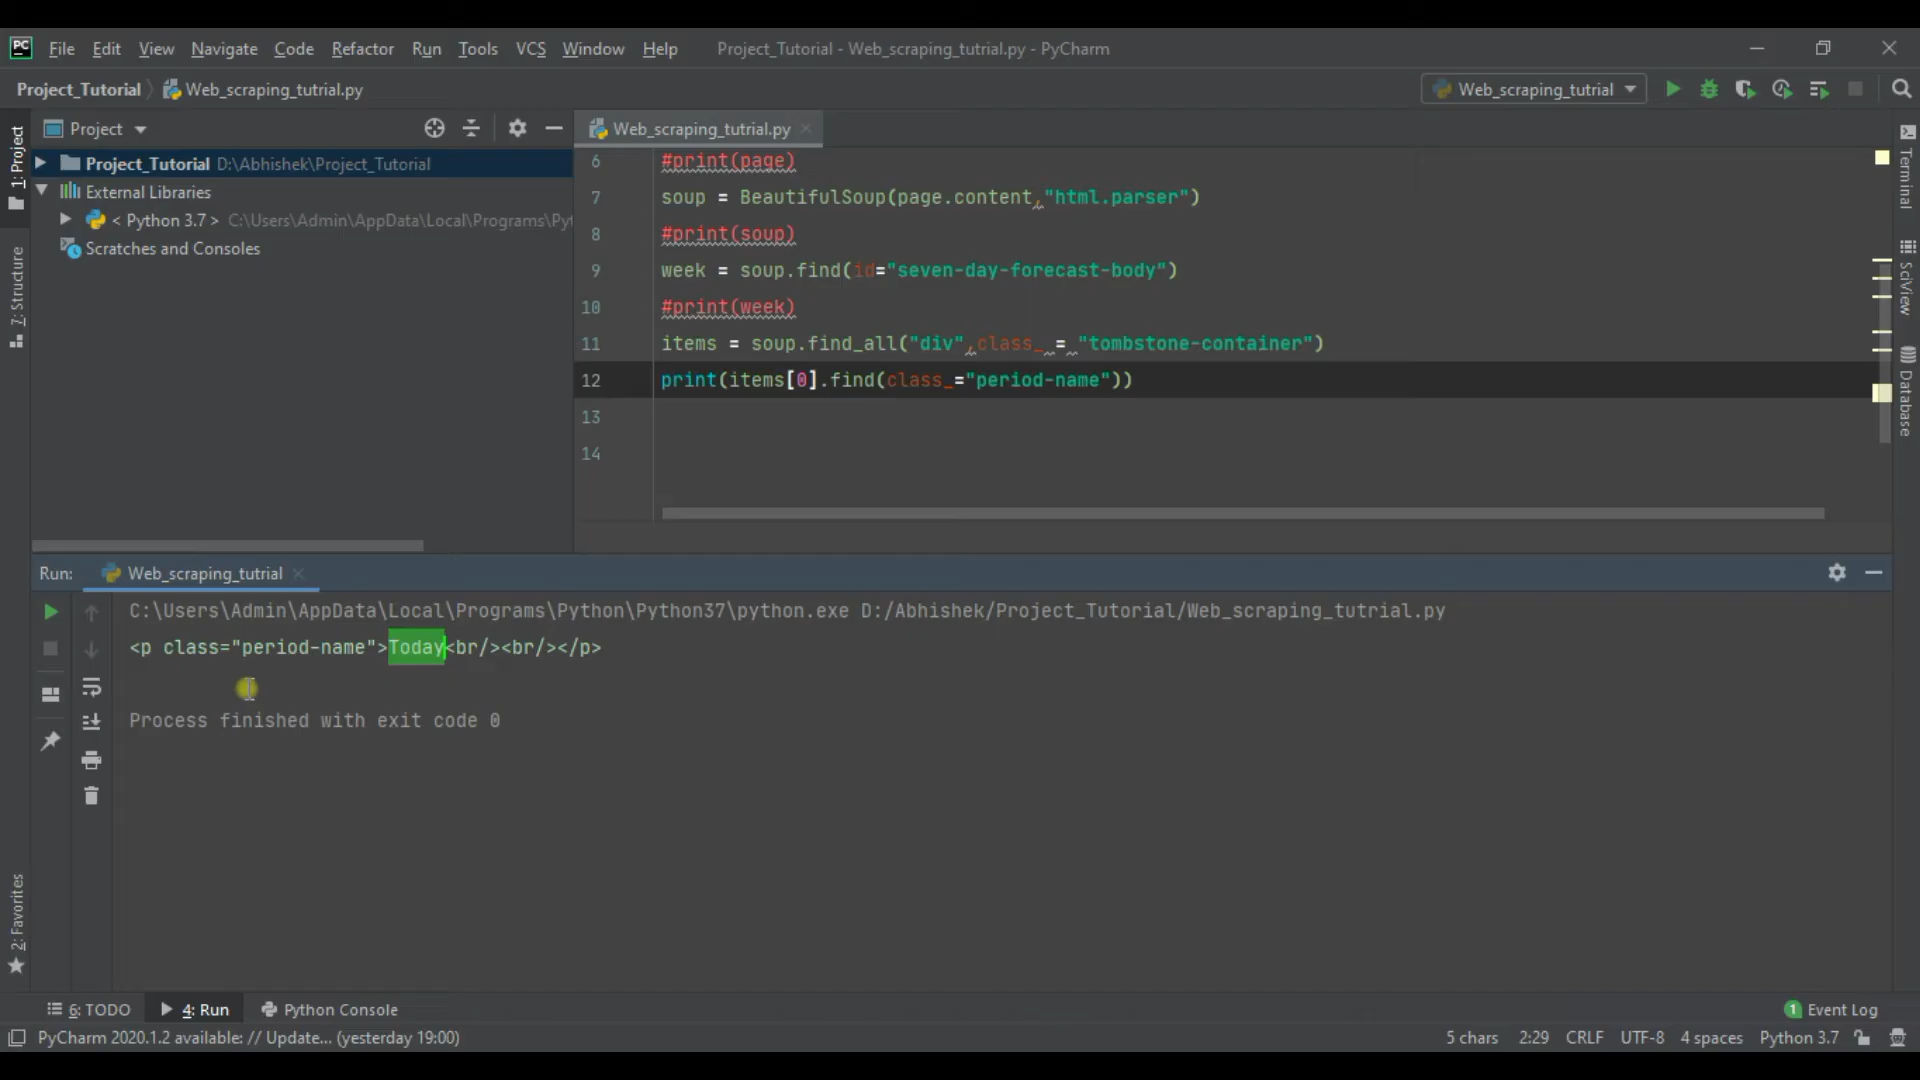 PC File Edit View Navigate Code Refactor Run Tools VCS Window Help Project_Tutorial - Web_scraping_tutrial.py - PyCharm
Project_Tutorial Web_scraping_tutrial.py Web_scraping_tutrial
Project Web_scraping_tutrial.py
Project_Tutorial D:\Abhishek\Project_Tutorial
External Libraries
< Python 3.7 > C:\Users\Admin\AppData\Local\Programs\Pyt
Scratches and Consoles
1: Project
7: Structure
2: Favorites
6 #print(page)
7 soup = BeautifulSoup(page.content,"html.parser")
8 #print(soup)
9 week = soup.find(id="seven-day-forecast-body")
10 #print(week)
11 items = soup.find_all("div",class_ = "tombstone-container")
12 print(items[0].find(class_="period-name"))
13
14
Terminal
SciView
Database
Run: Web_scraping_tutrial
C:\Users\Admin\AppData\Local\Programs\Python\Python37\python.exe D:/Abhishek/Project_Tutorial/Web_scraping_tutrial.py
<p class="period-name">Today<br/><br/></p>
Process finished with exit code 0
6: TODO 4: Run Python Console 1 Event Log
PyCharm 2020.1.2 available: // Update... (yesterday 19:00) 5 chars 2:29 CRLF UTF-8 4 spaces Python 3.7